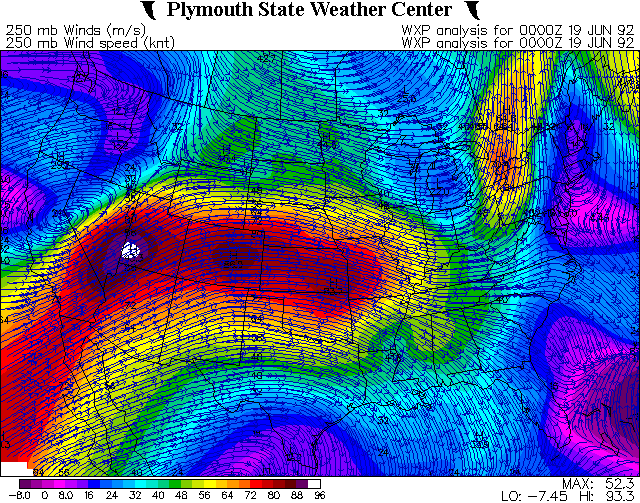 Plymouth State Weather Center
250 mb Winds (m/s) WXP analysis for 0000Z 19 JUN 92
250 mb Wind speed (knt) WXP analysis for 0000Z 19 JUN 92
-8.0 0 8.0 16 24 32 40 48 56 64 72 80 88 96
MAX: 52.3
LO: -7.45 HI: 93.3